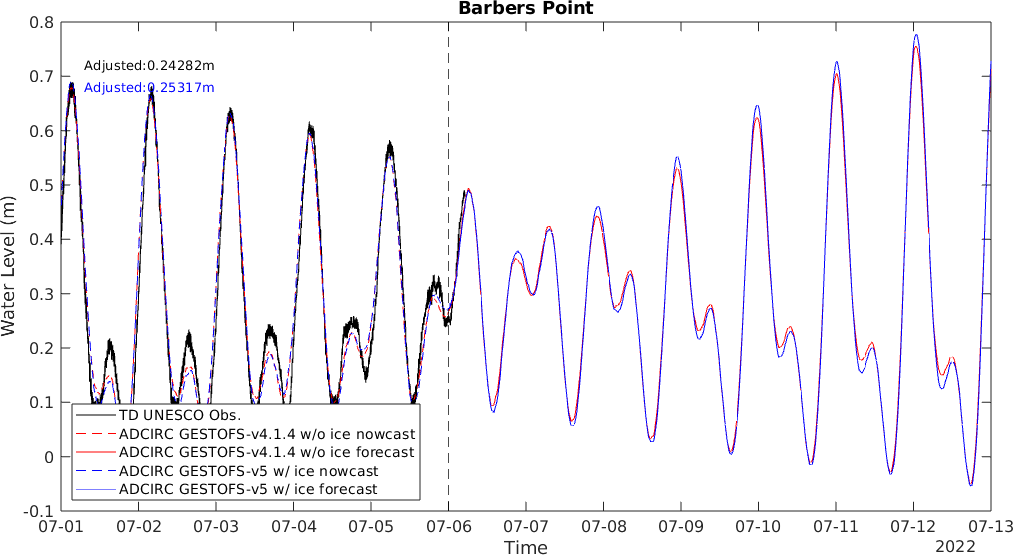 Barbers Point
Adjusted:0.24282m
Adjusted:0.25317m
Water Level (m)
0.8
0.7
0.6
0.5
0.4
0.3
0.2
0.1
0
-0.1
TD UNESCO Obs.
ADCIRC GESTOFS-v4.1.4 w/o ice nowcast
ADCIRC GESTOFS-v4.1.4 w/o ice forecast
ADCIRC GESTOFS-v5 w/ ice nowcast
ADCIRC GESTOFS-v5 w/ ice forecast
07-01 07-02 07-03 07-04 07-05 07-06 07-07 07-08 07-09 07-10 07-11 07-12 07-13
Time
2022